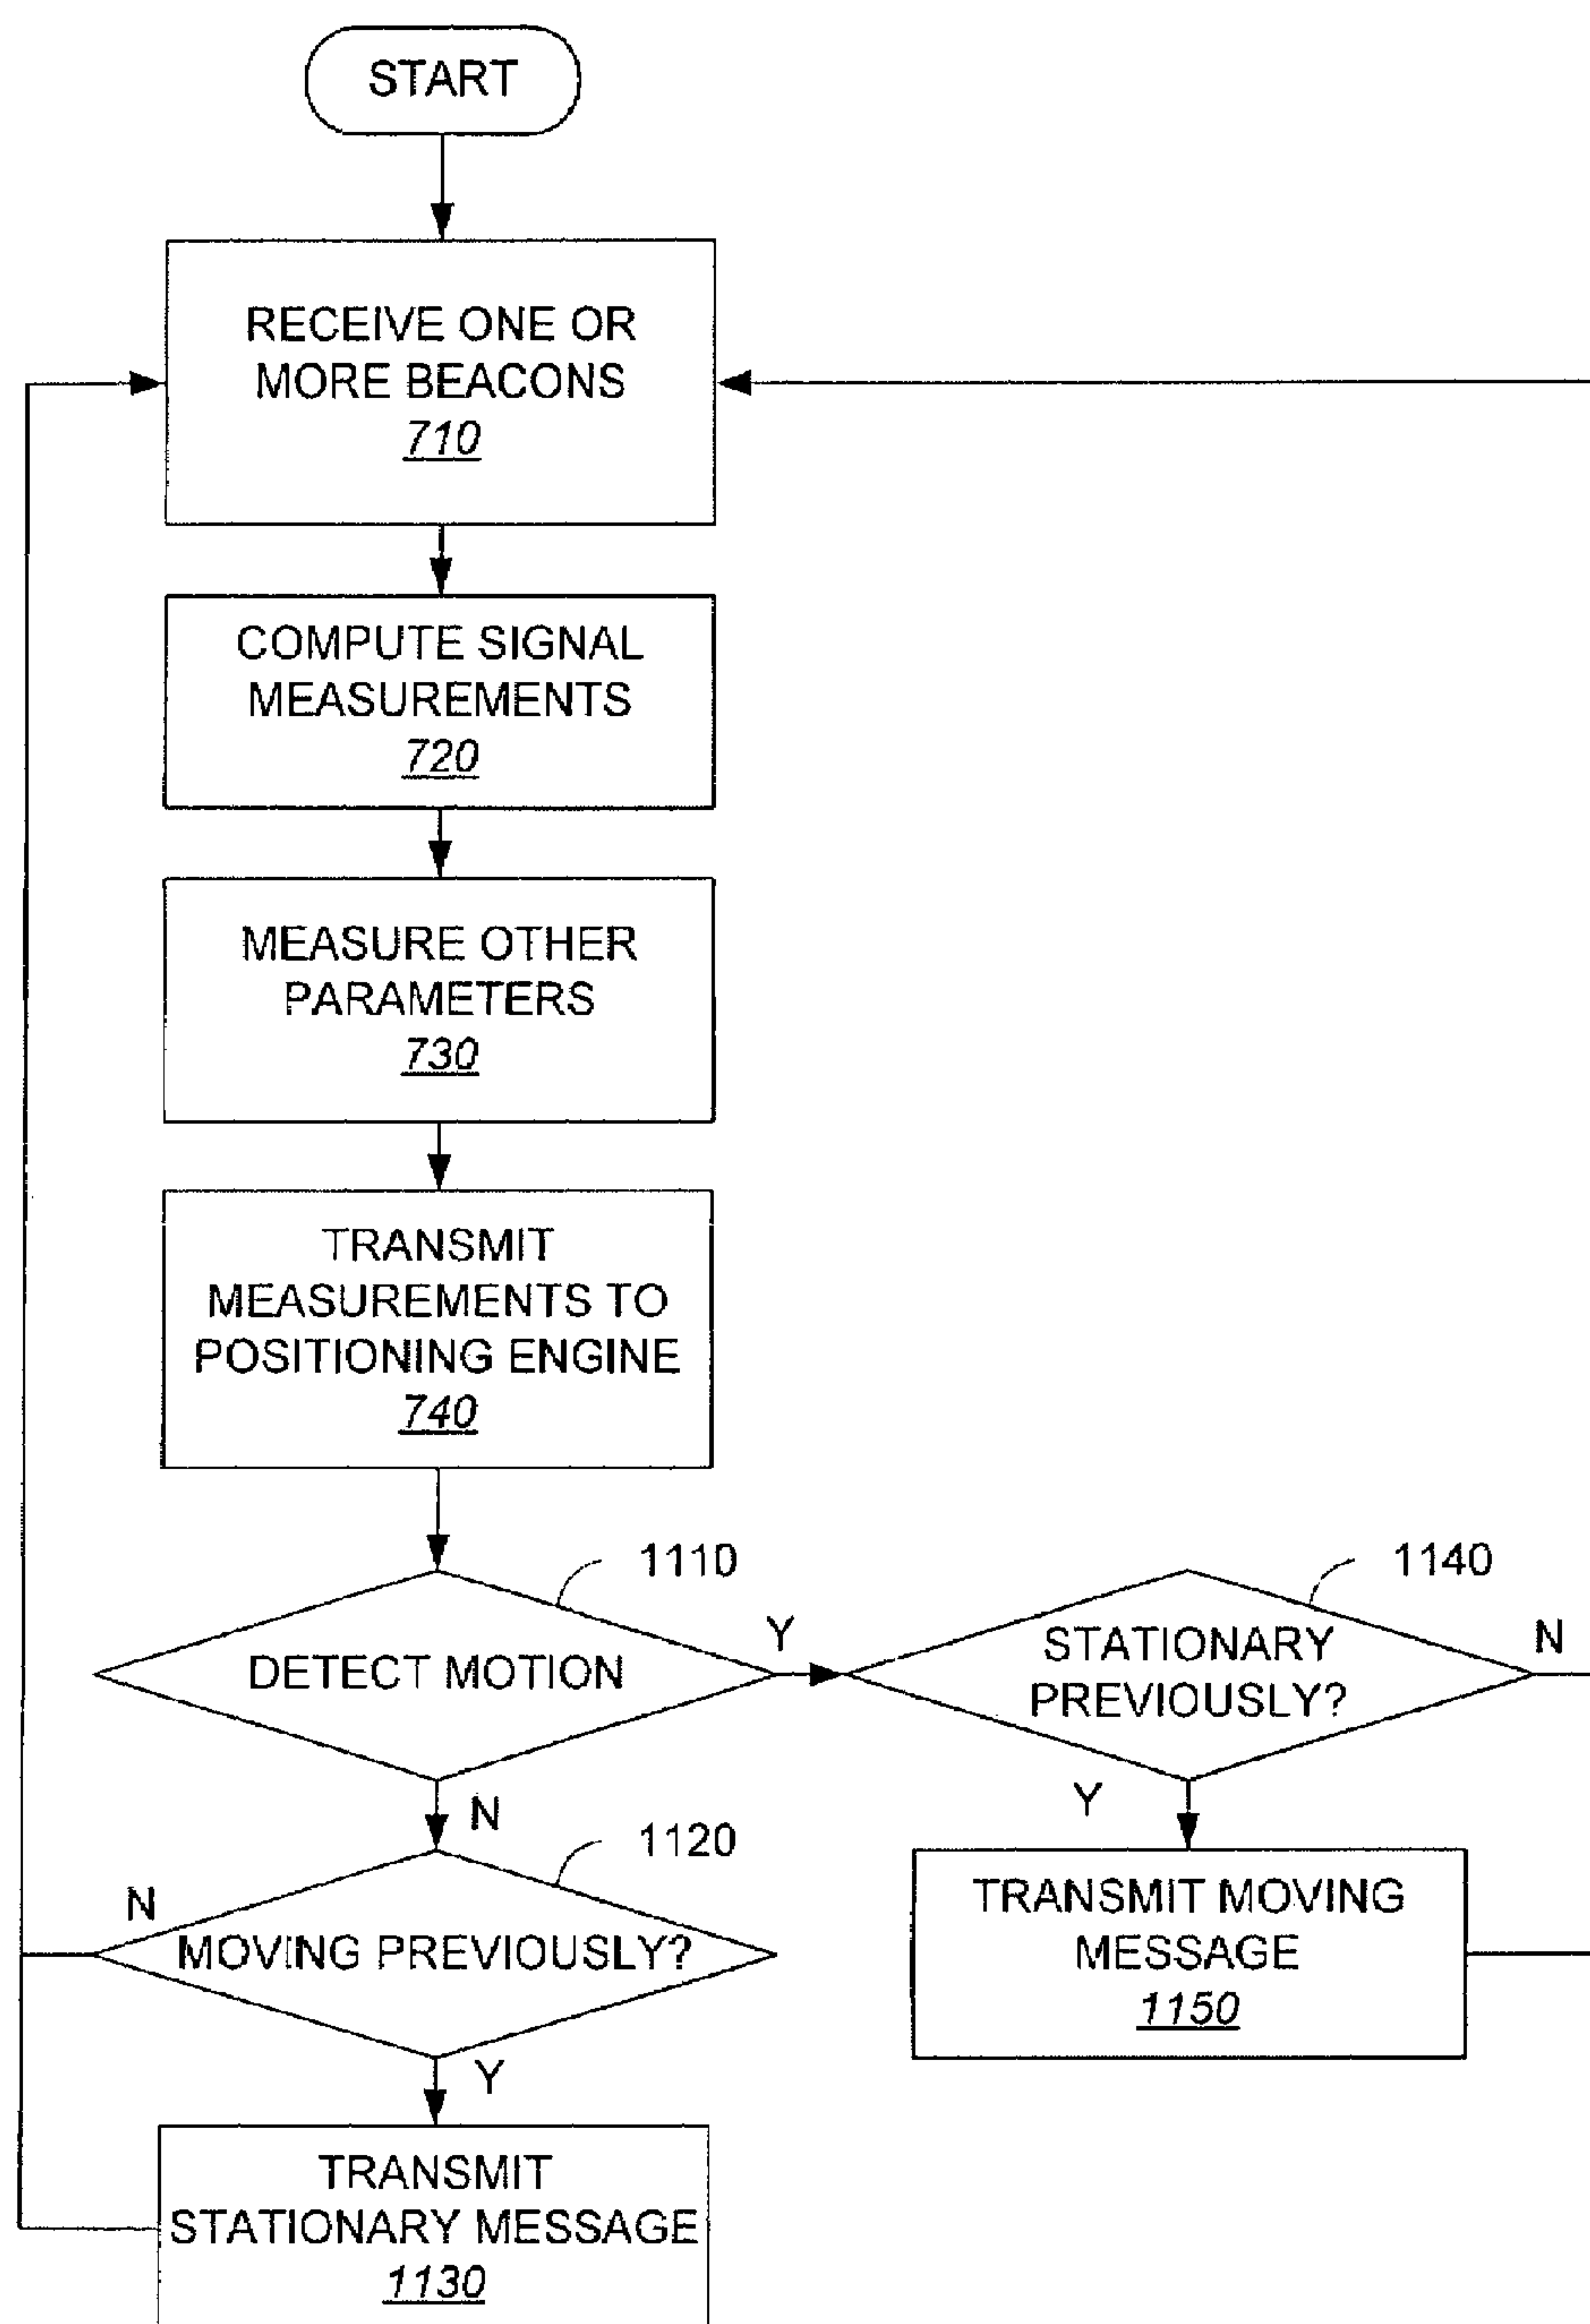 START
RECEIVE ONE OR
MORE BEACONS
710
COMPUTE SIGNAL
MEASUREMENTS
720
MEASURE OTHER
PARAMETERS
730
TRANSMIT
MEASUREMENTS TO
POSITIONING ENGINE
740
1110
DETECT MOTION
Y
N
1140
STATIONARY
PREVIOUSLY?
N
Y
1120
MOVING PREVIOUSLY?
N
Y
TRANSMIT MOVING
MESSAGE
1150
TRANSMIT
STATIONARY MESSAGE
1130